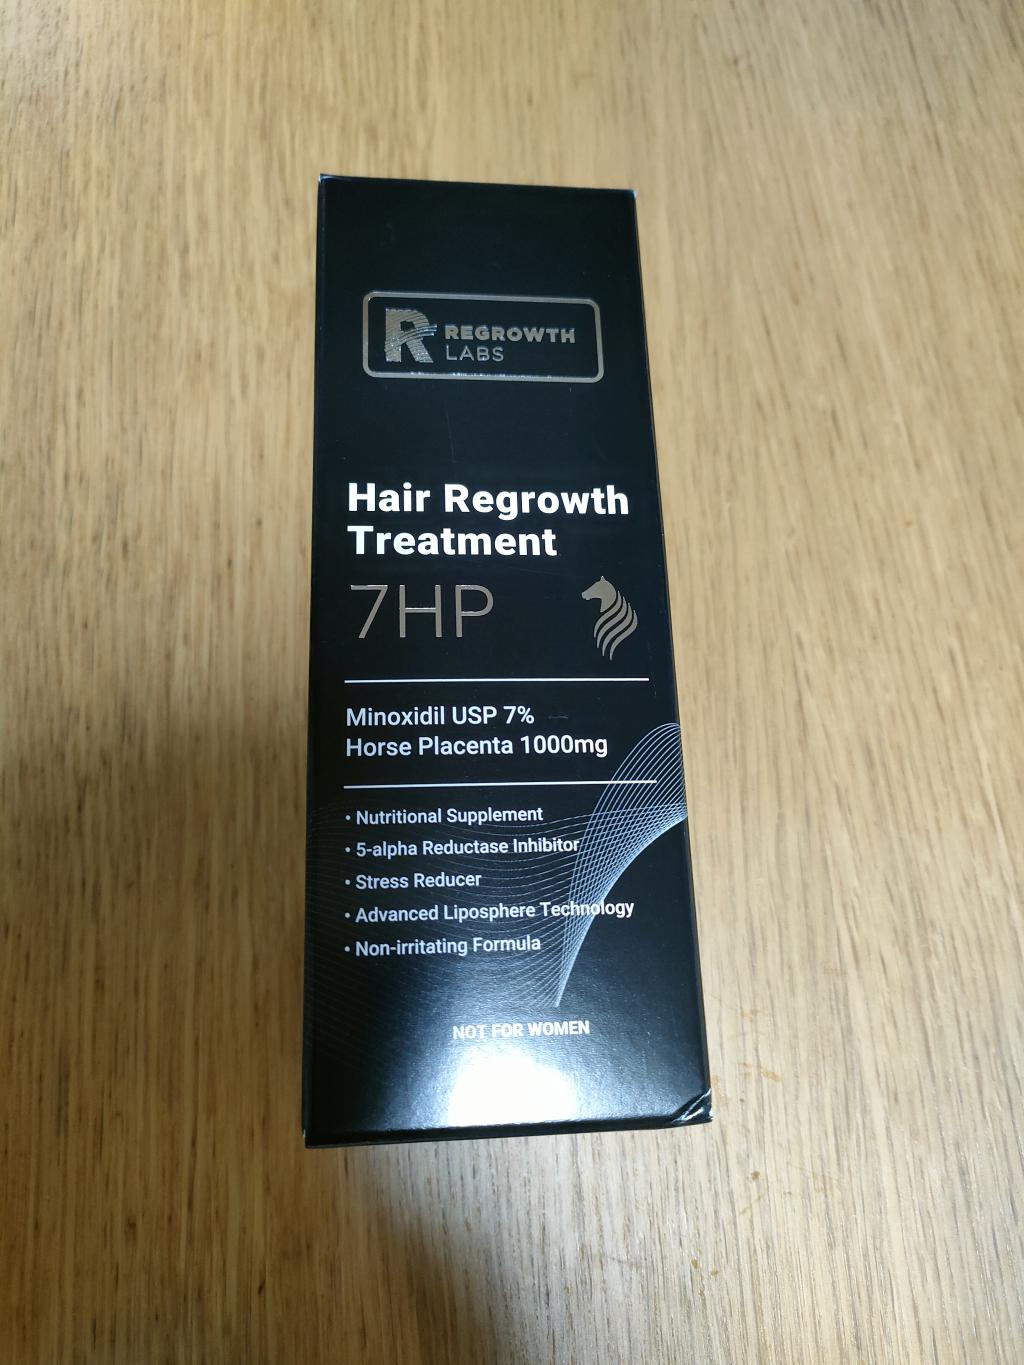 R REGROWTH
LABS
Hair Regrowth
Treatment
7HP
Minoxidil USP 7%
Horse Placenta 1000mg
• Nutritional Supplement
• 5-alpha Reductase Inhibitor
• Stress Reducer
• Advanced Liposphere Technology
• Non-irritating Formula
NOT FOR WOMEN